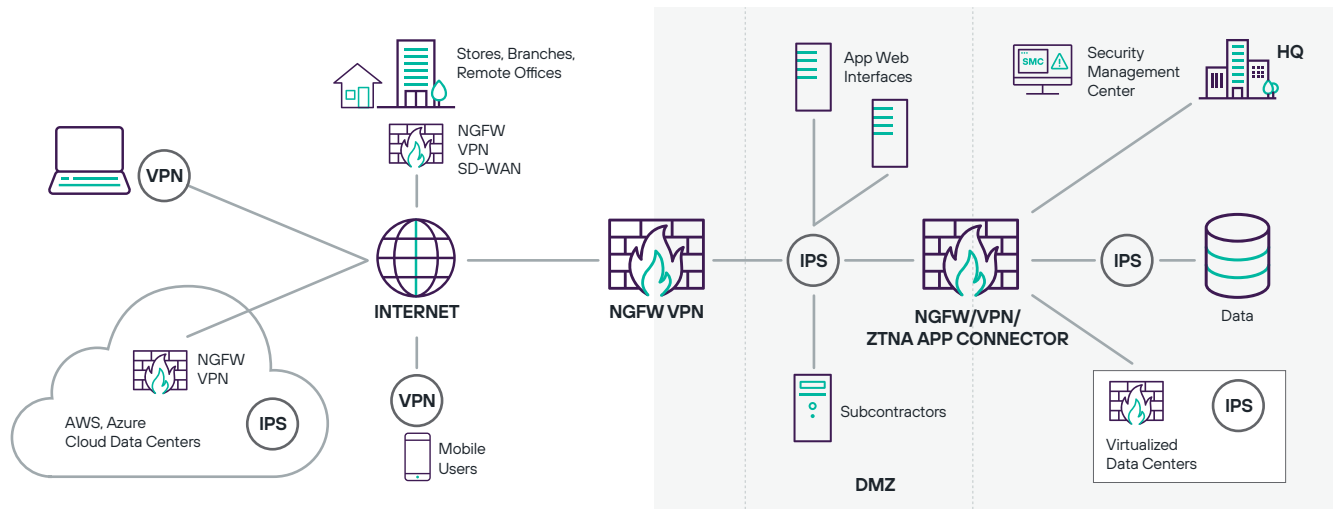 Stores, Branches,
Remote Offices
NGFW
VPN
SD-WAN
VPN
INTERNET
NGFW
VPN
AWS, Azure
Cloud Data Centers
IPS
VPN
Mobile
Users
NGFW VPN
App Web
Interfaces
IPS
Subcontractors
DMZ
SMC
Security
Management
Center
HQ
NGFW/VPN/
ZTNA APP CONNECTOR
IPS
Data
IPS
Virtualized
Data Centers